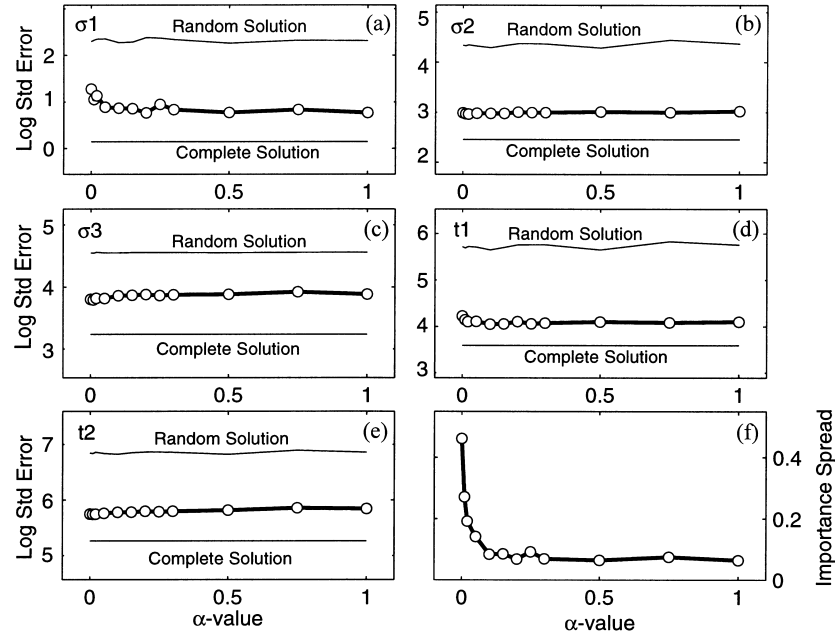 σ1 Random Solution (a)
Log Std Error
2
1
0
Complete Solution
0 0.5 1
σ2 (b)
Random Solution
5
4
3
2
Complete Solution
0 0.5 1
σ3 (c)
Random Solution
Log Std Error
5
4
3
Complete Solution
0 0.5 1
t1 (d)
Random Solution
6
5
4
3
Complete Solution
0 0.5 1
t2 (e)
Random Solution
Log Std Error
7
6
5
Complete Solution
0 0.5 1
α-value
(f)
0.4
0.2
0
Importance Spread
0 0.5 1
α-value